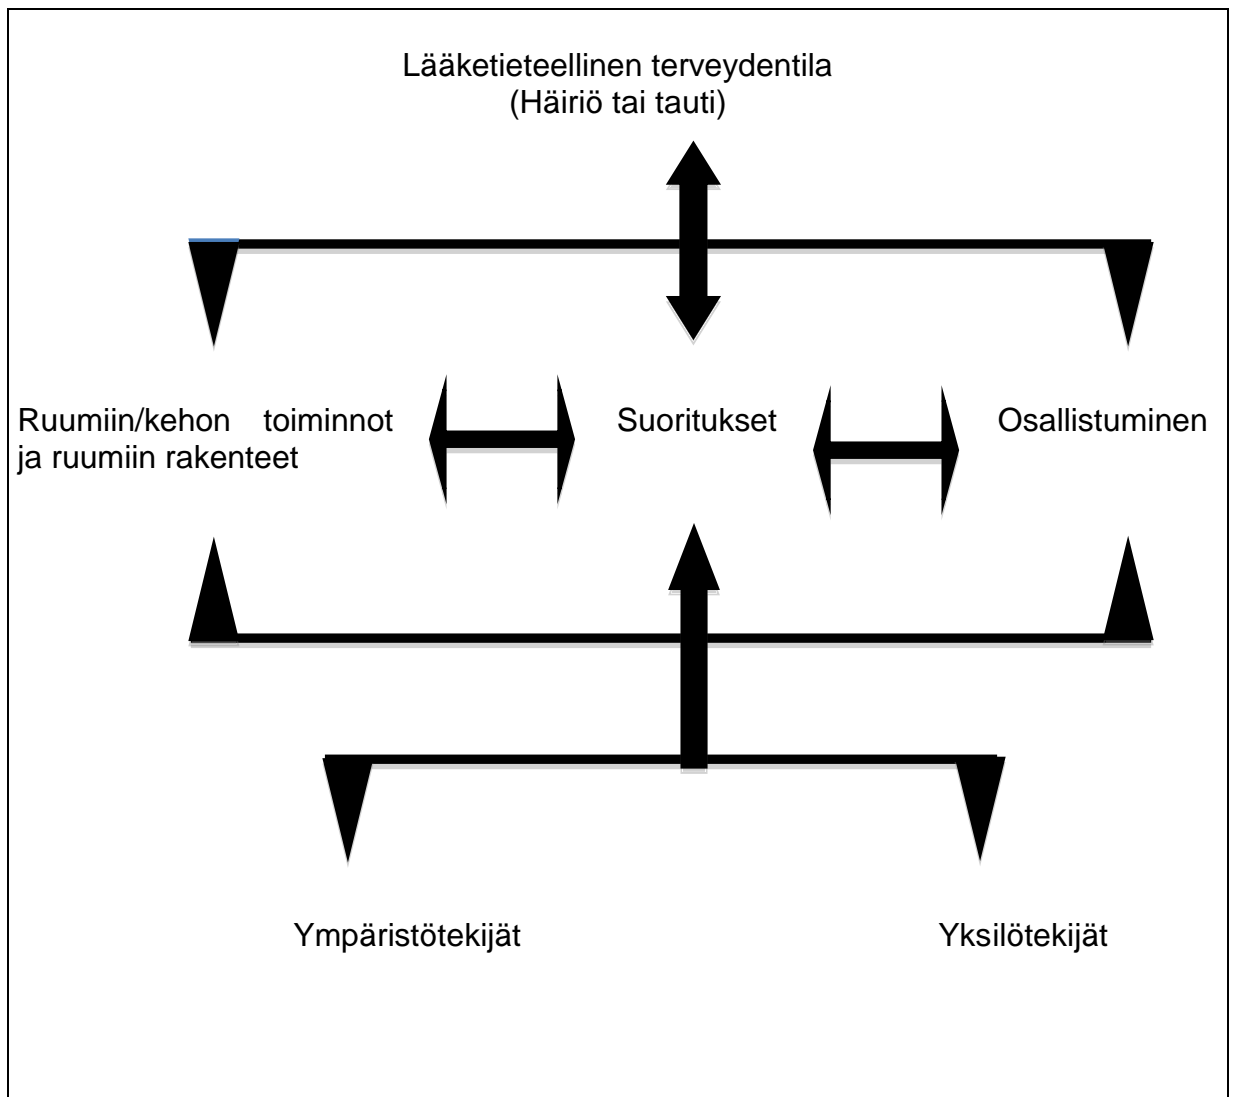 Lääketieteellinen terveydentila
(Häiriö tai tauti)
Ruumiin/kehon toiminnot
ja ruumiin rakenteet
Suoritukset
Osallistuminen
Ympäristötekijät
Yksilötekijät